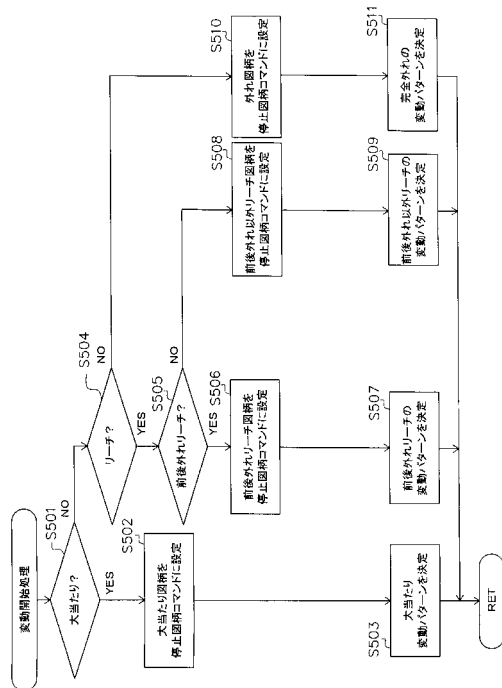 変動開始処理
S501
大当たり?
NO
YES
S502
大当たり図柄を
停止図柄コマンドに設定
S503
大当たり
変動パターンを決定
S504
リーチ?
NO
YES
S505
前後外れリーチ?
NO
YES
S506
前後外れリーチ図柄を
停止図柄コマンドに設定
S507
前後外れリーチの
変動パターンを決定
S508
前後外れ以外リーチ図柄を
停止図柄コマンドに設定
S509
前後外れ以外リーチの
変動パターンを決定
S510
外れ図柄を
停止図柄コマンドに設定
S511
完全外れの
変動パターンを決定
RET